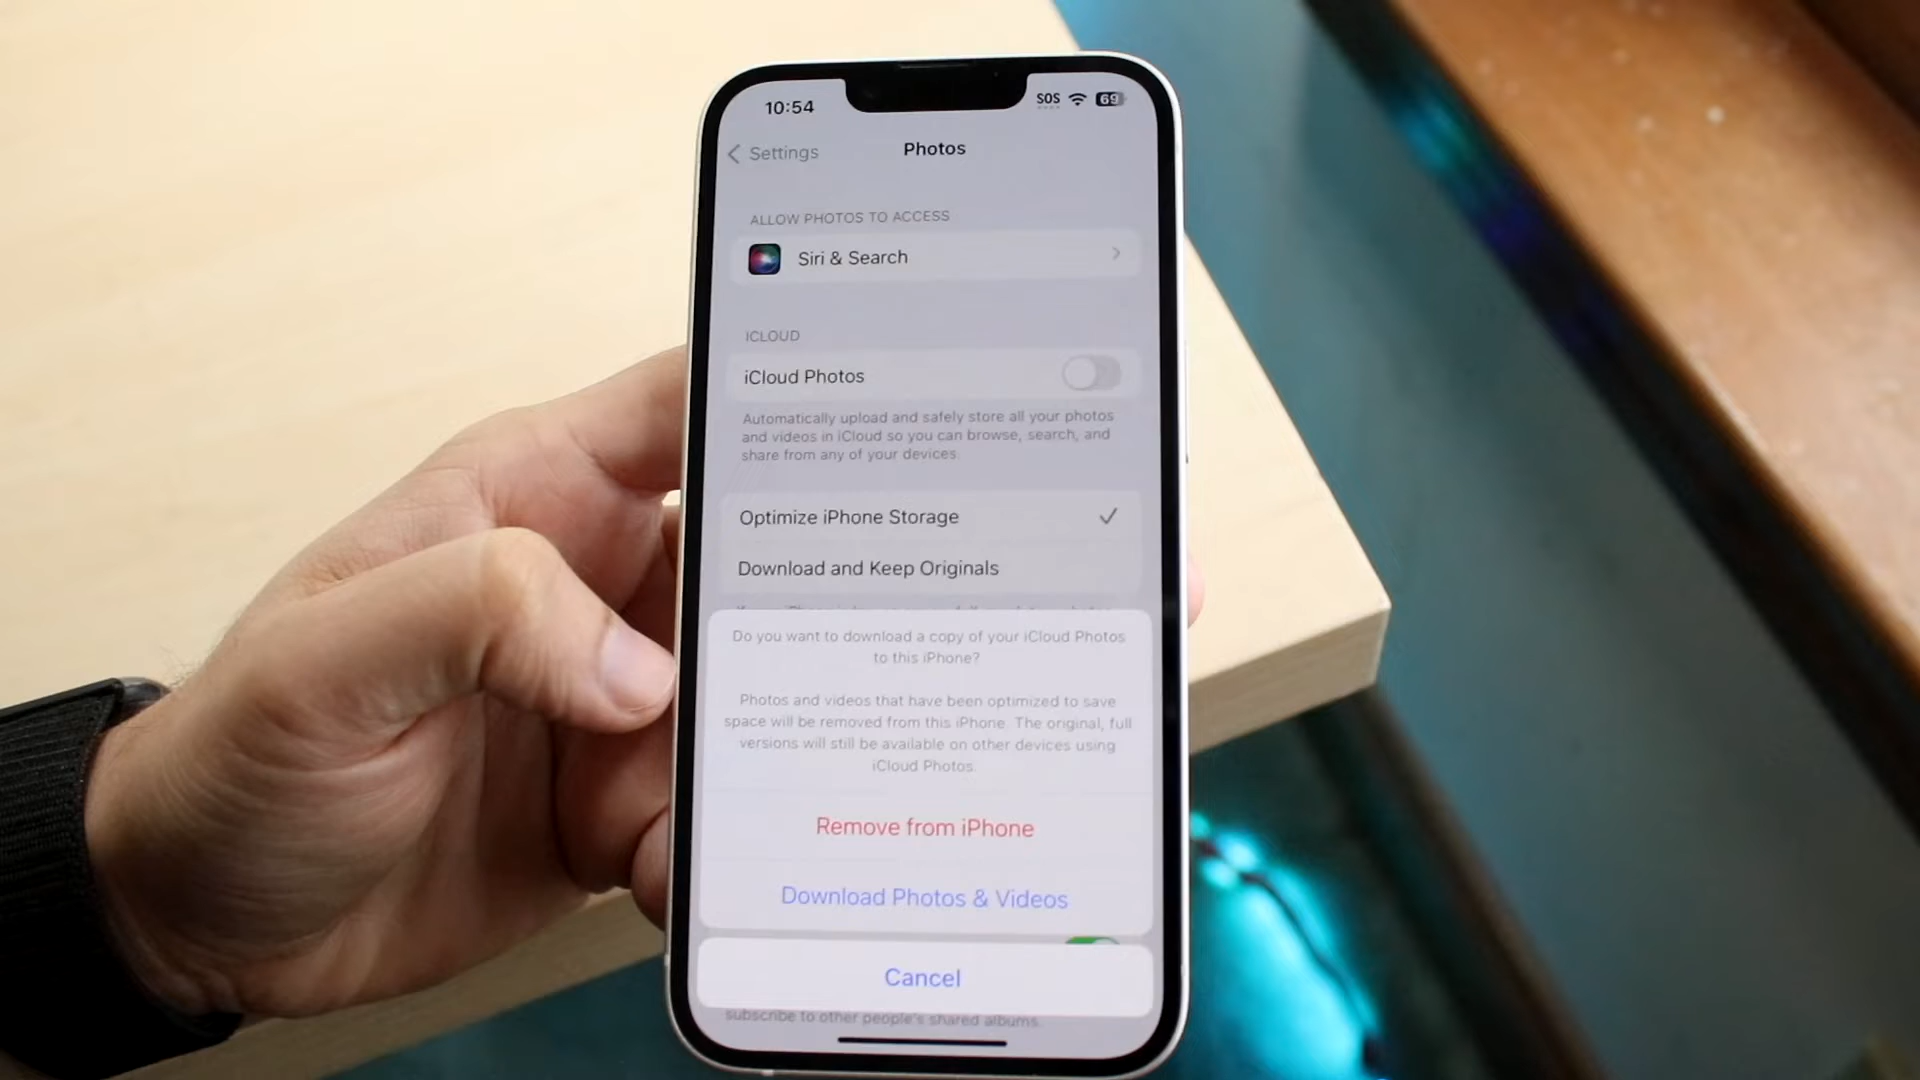 10:54
SOS
69
Settings
Photos
ALLOW PHOTOS TO ACCESS
Siri & Search
ICLOUD
iCloud Photos
Automatically upload and safely store all your photos
and videos in iCloud so you can browse, search, and
share from any of your devices.
Optimize iPhone Storage
Download and Keep Originals
Do you want to download a copy of your iCloud Photos
to this iPhone?
Photos and videos that have been optimized to save
space will be removed from this iPhone. The original, full
versions will still be available on other devices using
iCloud Photos.
Remove from iPhone
Download Photos & Videos
Cancel
subscribe to other people's shared albums.